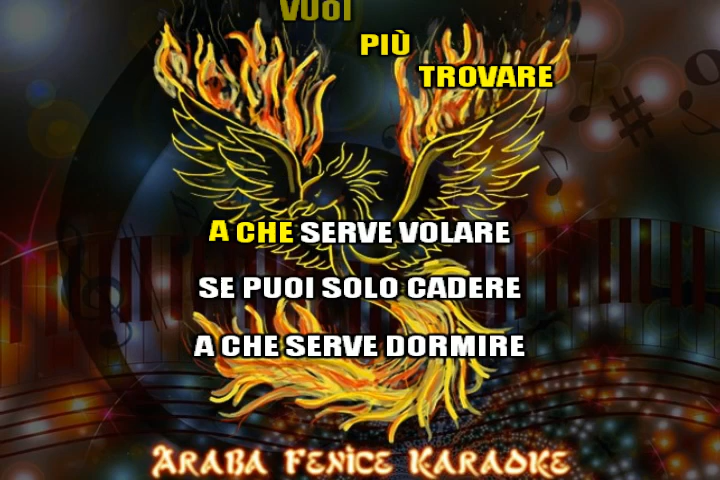 VUOI
PIÙ
TROVARE
A CHE SERVE VOLARE
SE PUOI SOLO CADERE
A CHE SERVE DORMIRE
ARABA FENICE KARAOKE